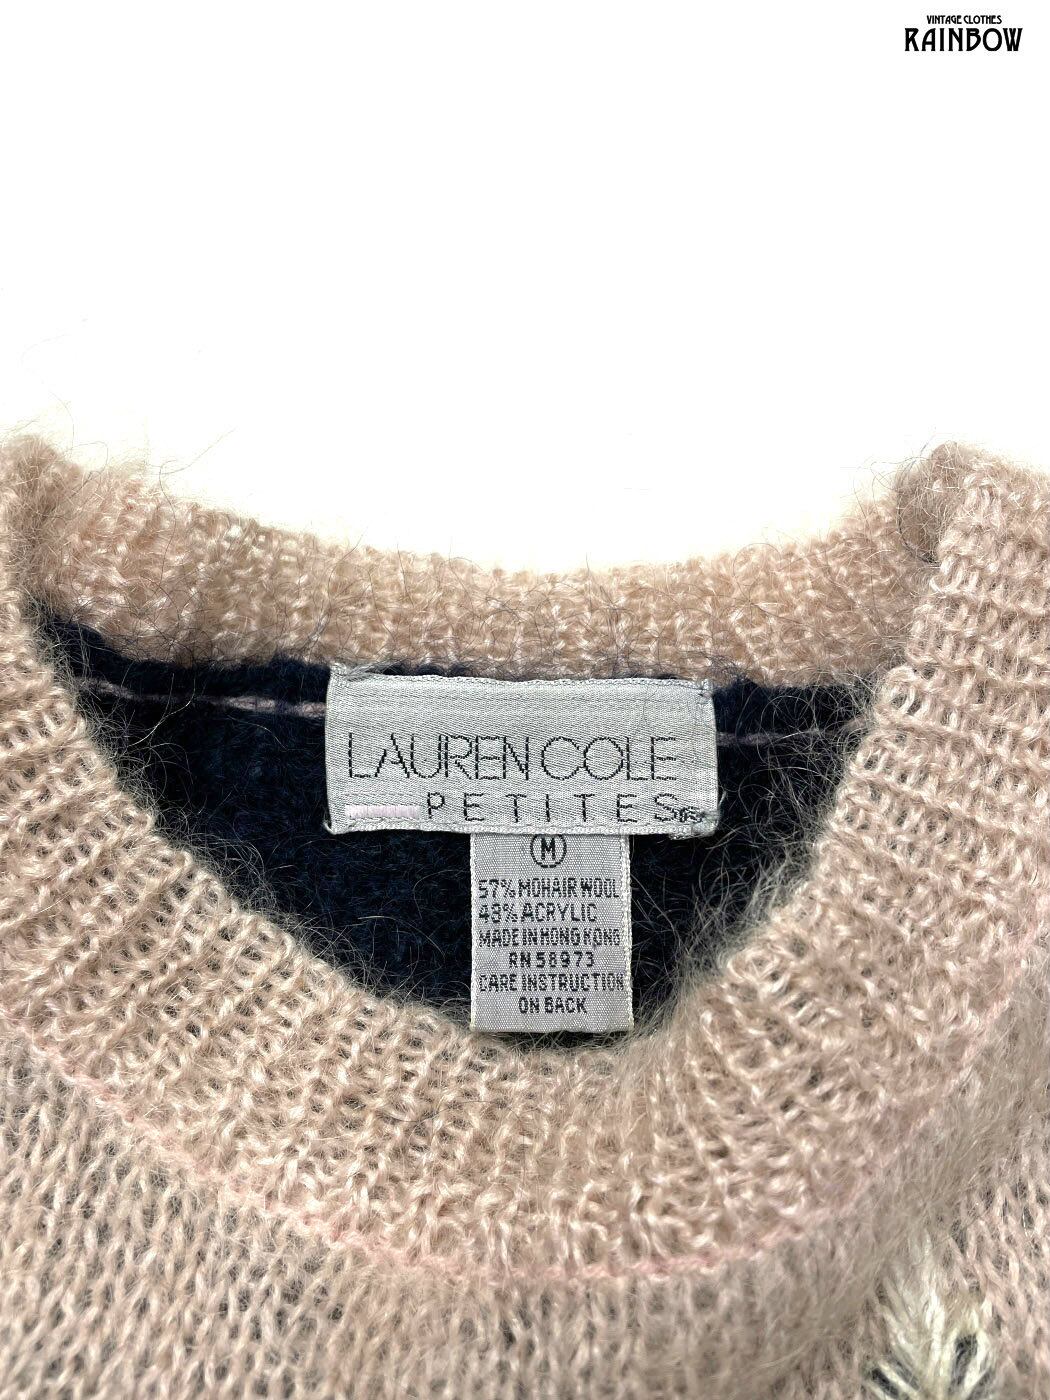 VINTAGE CLOTHES
RAINBOW
LAUREN COLE
PETITES
M
57% MOHAIR WOOL
43% ACRYLIC
MADE IN HONG KONG
RN 58973
CARE INSTRUCTION
ON BACK